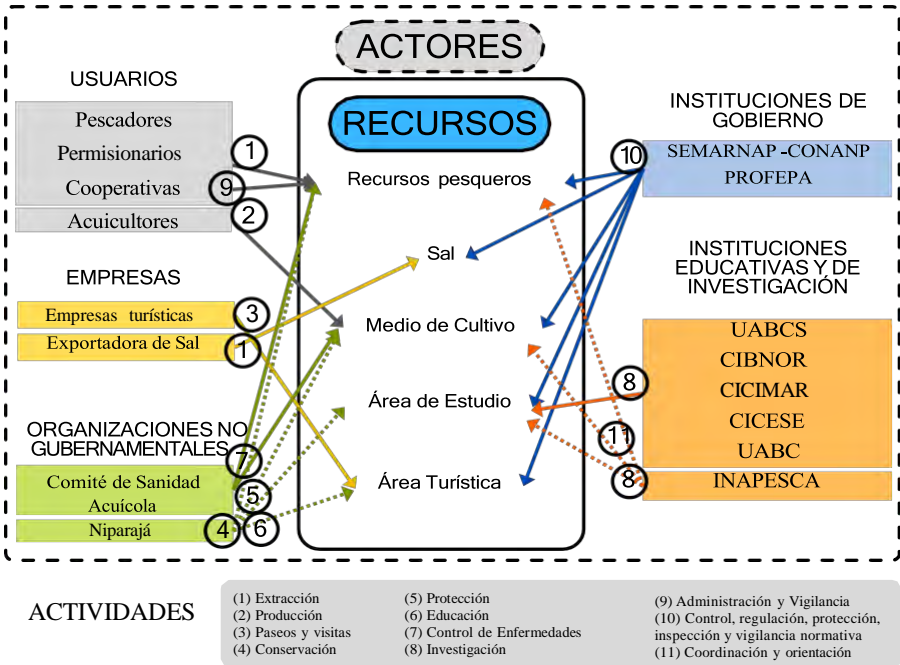 ACTORES
USUARIOS
Pescadores
Permisionarios
Cooperativas
Acuicultores
1
9
2
EMPRESAS
Empresas turísticas
Exportadora de Sal
3
1
ORGANIZACIONES NO
GUBERNAMENTALES
Comité de Sanidad
Acuícola
Niparajá
7
5
4
6
RECURSOS
Recursos pesqueros
Sal
Medio de Cultivo
Área de Estudio
Área Turística
INSTITUCIONES DE
GOBIERNO
SEMARNAP -CONANP
PROFEPA
10
INSTITUCIONES
EDUCATIVAS Y DE
INVESTIGACIÓN
UABCS
CIBNOR
CICIMAR
CICESE
UABC
INAPESCA
8
11
8
ACTIVIDADES
(1) Extracción
(2) Producción
(3) Paseos y visitas
(4) Conservación
(5) Protección
(6) Educación
(7) Control de Enfermedades
(8) Investigación
(9) Administración y Vigilancia
(10) Control, regulación, protección,
inspección y vigilancia normativa
(11) Coordinación y orientación